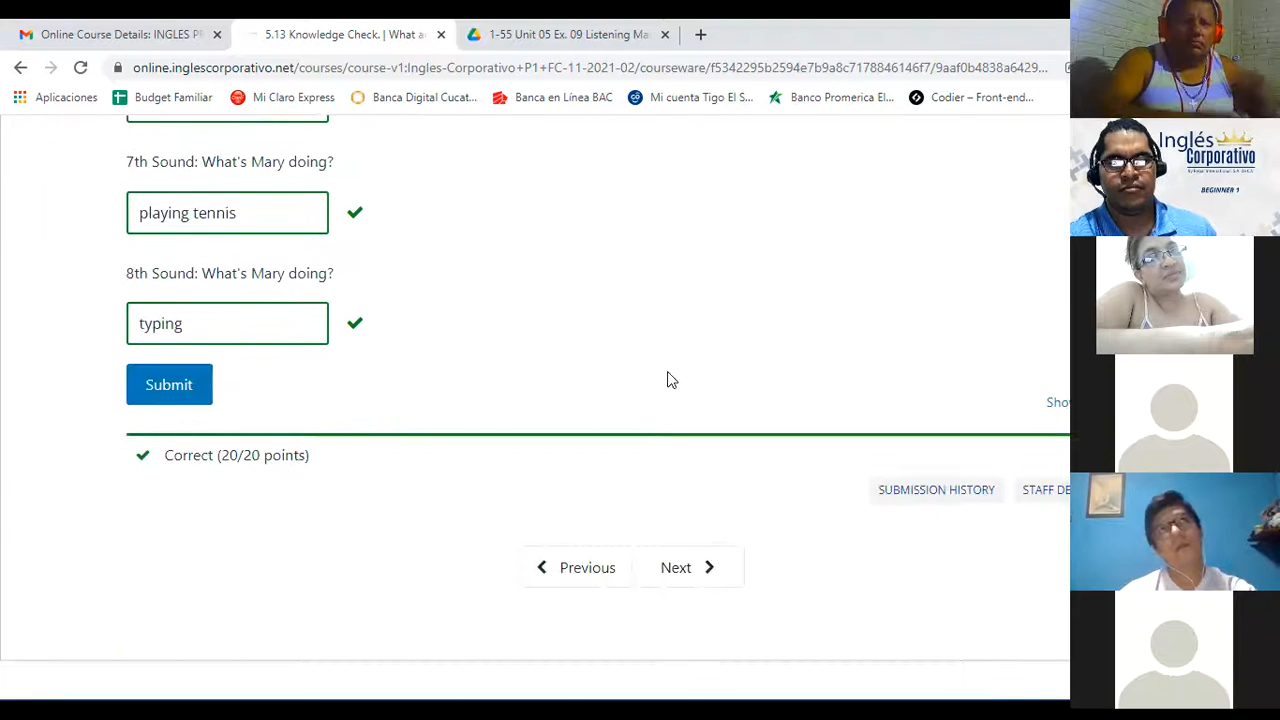 Online Course Details: INGLES P
5.13 Knowledge Check. | What a
1-55 Unit 05 Ex. 09 Listening Ma
online.inglescorporativo.net/courses/course-v1:Ingles-Corporativo+P1+FC-11-2021-02/courseware/f5342295b2594e7b9a8c7178846146f7/9aaf0b4838a6429...
Aplicaciones
Budget Familiar
Mi Claro Express
Banca Digital Cucat...
Banca en Línea BAC
Mi cuenta Tigo El S...
Banco Promerica El...
Codier – Front-end...
7th Sound: What's Mary doing?
playing tennis
8th Sound: What's Mary doing?
typing
Submit
Show
Correct (20/20 points)
SUBMISSION HISTORY
STAFF DE
Previous
Next
Inglés
Corporativo
BEGINNER 1